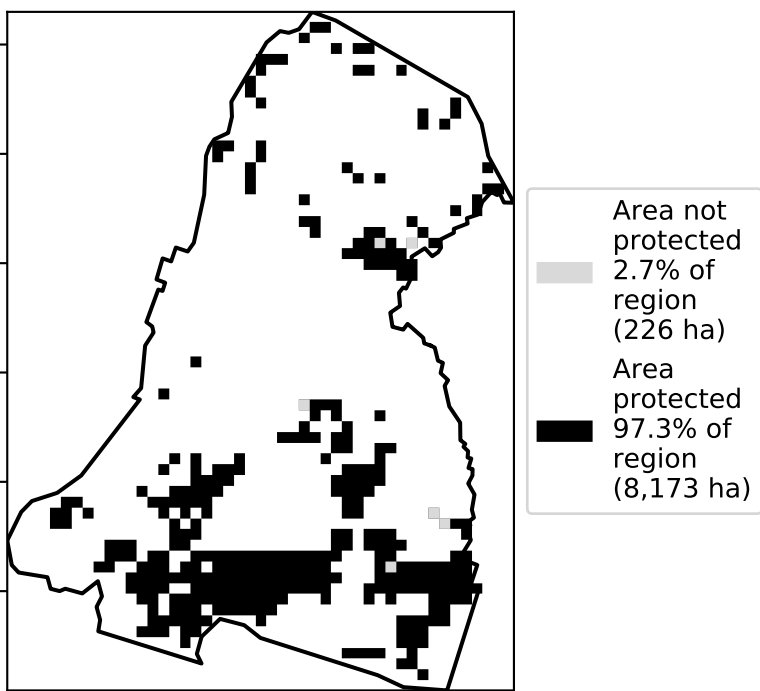 Area not
protected
2.7% of
region
(226 ha)
Area
protected
97.3% of
region
(8,173 ha)